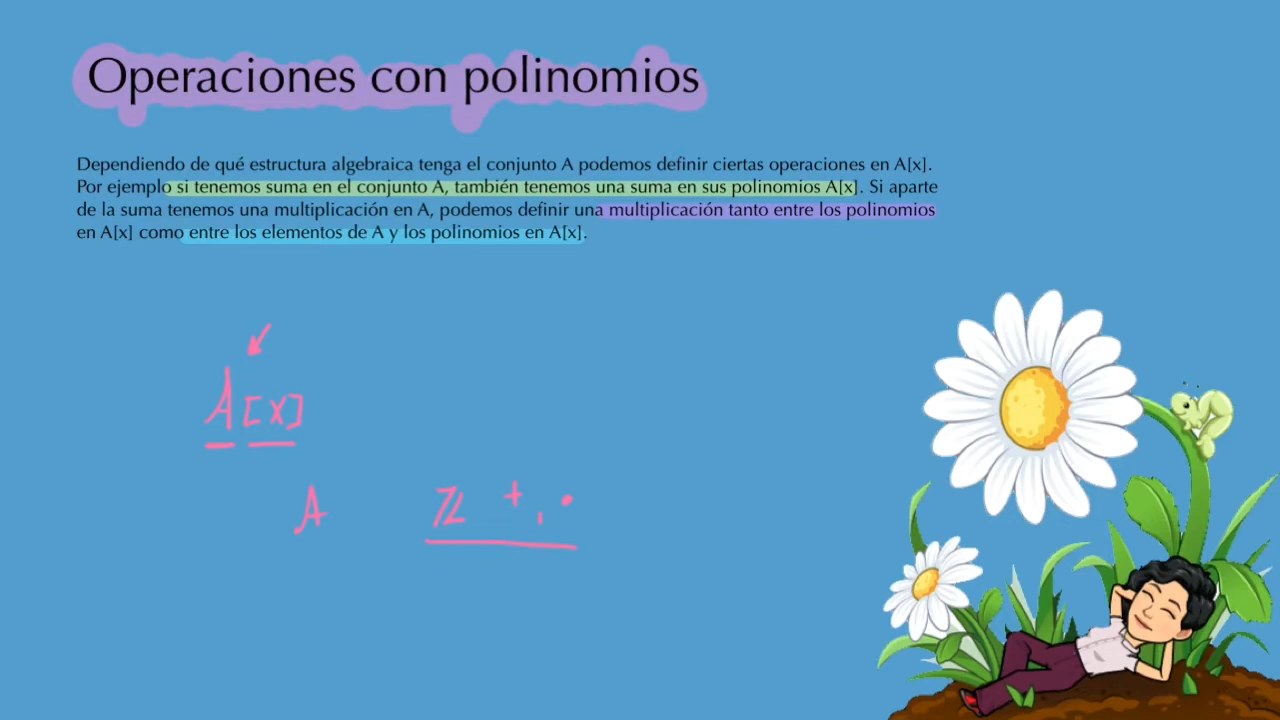 Operaciones con polinomios
Dependiendo de qué estructura algebraica tenga el conjunto A podemos definir ciertas operaciones en A[x].
Por ejemplo si tenemos suma en el conjunto A, también tenemos una suma en sus polinomios A[x]. Si aparte
de la suma tenemos una multiplicación en A, podemos definir una multiplicación tanto entre los polinomios
en A[x] como entre los elementos de A y los polinomios en A[x].
A[x]
A ℤ +, •